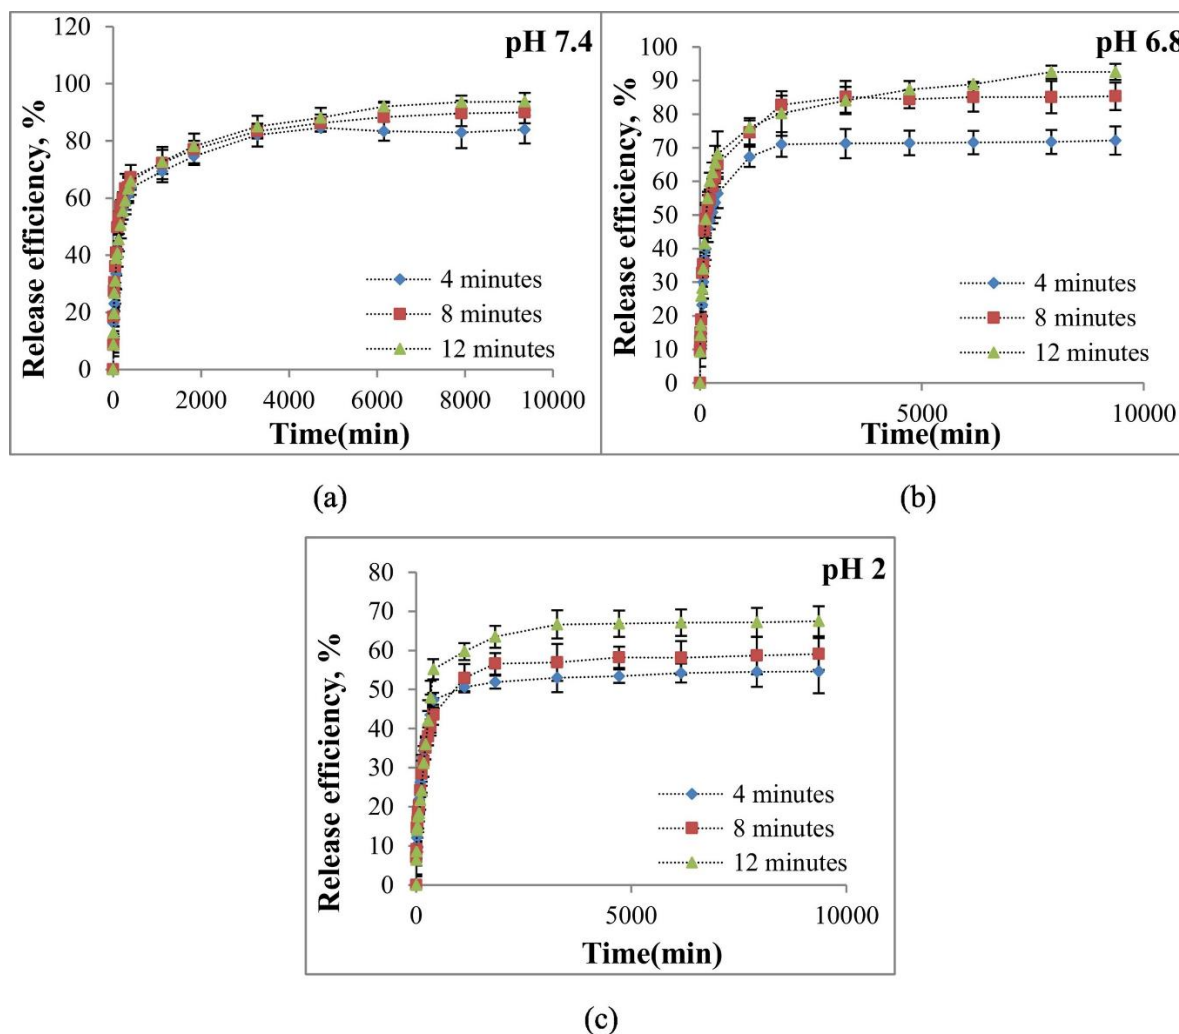 pH 7.4
Release efficiency, %
120
100
80
60
40
20
0
4 minutes
8 minutes
12 minutes
0
2000
4000
6000
8000
10000
Time(min)
(a)
pH 6.8
Release efficiency, %
100
90
80
70
60
50
40
30
20
10
0
4 minutes
8 minutes
12 minutes
0
5000
10000
Time(min)
(b)
pH 2
Release efficiency, %
80
70
60
50
40
30
20
10
0
4 minutes
8 minutes
12 minutes
0
5000
10000
Time(min)
(c)